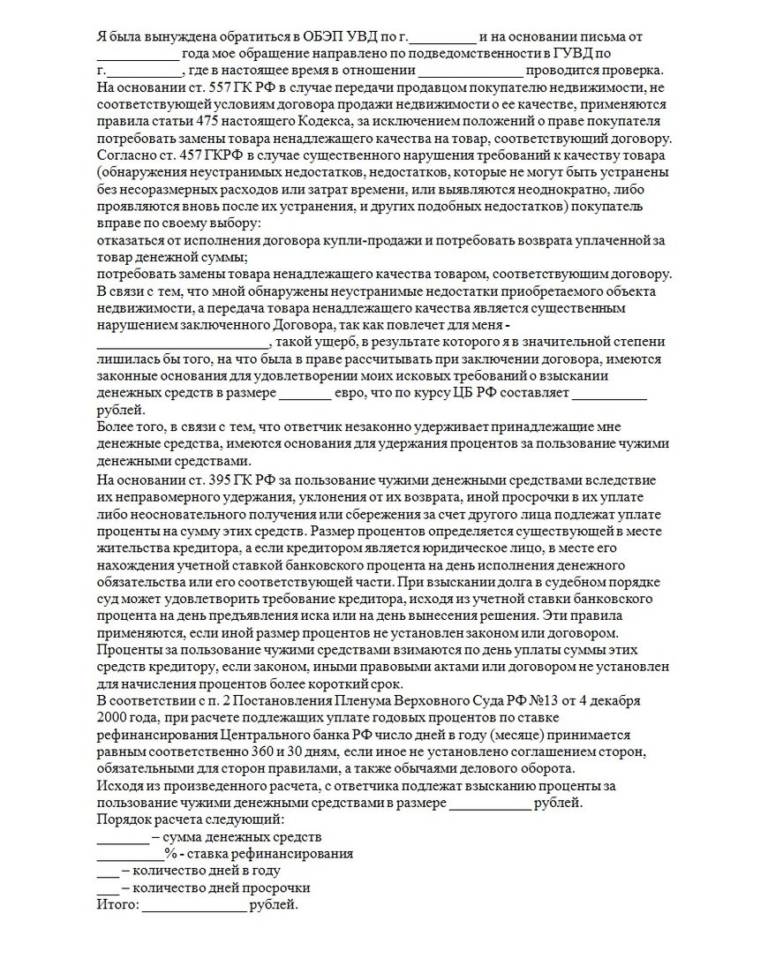 Я была вынуждена обратиться в ОБЭП УВД по г.__________ и на основании письма от
____________ года мое обращение направлено по подведомственности в ГУВД по
г.___________, где в настоящее время в отношении _______________ проводится проверка.
На основании ст. 557 ГК РФ в случае передачи продавцом покупателю недвижимости, не
соответствующей условиям договора продажи недвижимости о ее качестве, применяются
правила статьи 475 настоящего Кодекса, за исключением положений о праве покупателя
потребовать замены товара ненадлежащего качества на товар, соответствующий договору.
Согласно ст. 457 ГКРФ в случае существенного нарушения требований к качеству товара
(обнаружения неустранимых недостатков, недостатков, которые не могут быть устранены
без несоразмерных расходов или затрат времени, или выявляются неоднократно, либо
проявляются вновь после их устранения, и других подобных недостатков) покупатель
вправе по своему выбору:
отказаться от исполнения договора купли-продажи и потребовать возврата уплаченной за
товар денежной суммы;
потребовать замены товара ненадлежащего качества товаром, соответствующим договору.
В связи с тем, что мной обнаружены неустранимые недостатки приобретаемого объекта
недвижимости, а передача товара ненадлежащего качества является существенным
нарушением заключенного Договора, так как повлечет для меня -
_________________________, такой ущерб, в результате которого я в значительной степени
лишилась бы того, на что была в праве рассчитывать при заключении договора, имеются
законные основания для удовлетворении моих исковых требований о взыскании
денежных средств в размере _______ евро, что по курсу ЦБ РФ составляет ___________
рублей.
Более того, в связи с тем, что ответчик незаконно удерживает принадлежащие мне
денежные средства, имеются основания для удержания процентов за пользование чужими
денежными средствами.
На основании ст. 395 ГК РФ за пользование чужими денежными средствами вследствие
их неправомерного удержания, уклонения от их возврата, иной просрочки в их уплате
либо неосновательного получения или сбережения за счет другого лица подлежат уплате
проценты на сумму этих средств. Размер процентов определяется существующей в месте
жительства кредитора, а если кредитором является юридическое лицо, в месте его
нахождения учетной ставкой банковского процента на день исполнения денежного
обязательства или его соответствующей части. При взыскании долга в судебном порядке
суд может удовлетворить требование кредитора, исходя из учетной ставки банковского
процента на день предъявления иска или на день вынесения решения. Эти правила
применяются, если иной размер процентов не установлен законом или договором.
Проценты за пользование чужими средствами взимаются по день уплаты суммы этих
средств кредитору, если законом, иными правовыми актами или договором не установлен
для начисления процентов более короткий срок.
В соответствии с п. 2 Постановления Пленума Верховного Суда РФ №13 от 4 декабря
2000 года, при расчете подлежащих уплате годовых процентов по ставке
рефинансирования Центрального банка РФ число дней в году (месяце) принимается
равным соответственно 360 и 30 дням, если иное не установлено соглашением сторон,
обязательными для сторон правилами, а также обычаями делового оборота.
Исходя из произведенного расчета, с ответчика подлежат взысканию проценты за
пользование чужими денежными средствами в размере ____________ рублей.
Порядок расчета следующий:
_______ – сумма денежных средств
_________% - ставка рефинансирования
___ – количество дней в году
___ – количество дней просрочки
Итого: _______________ рублей.